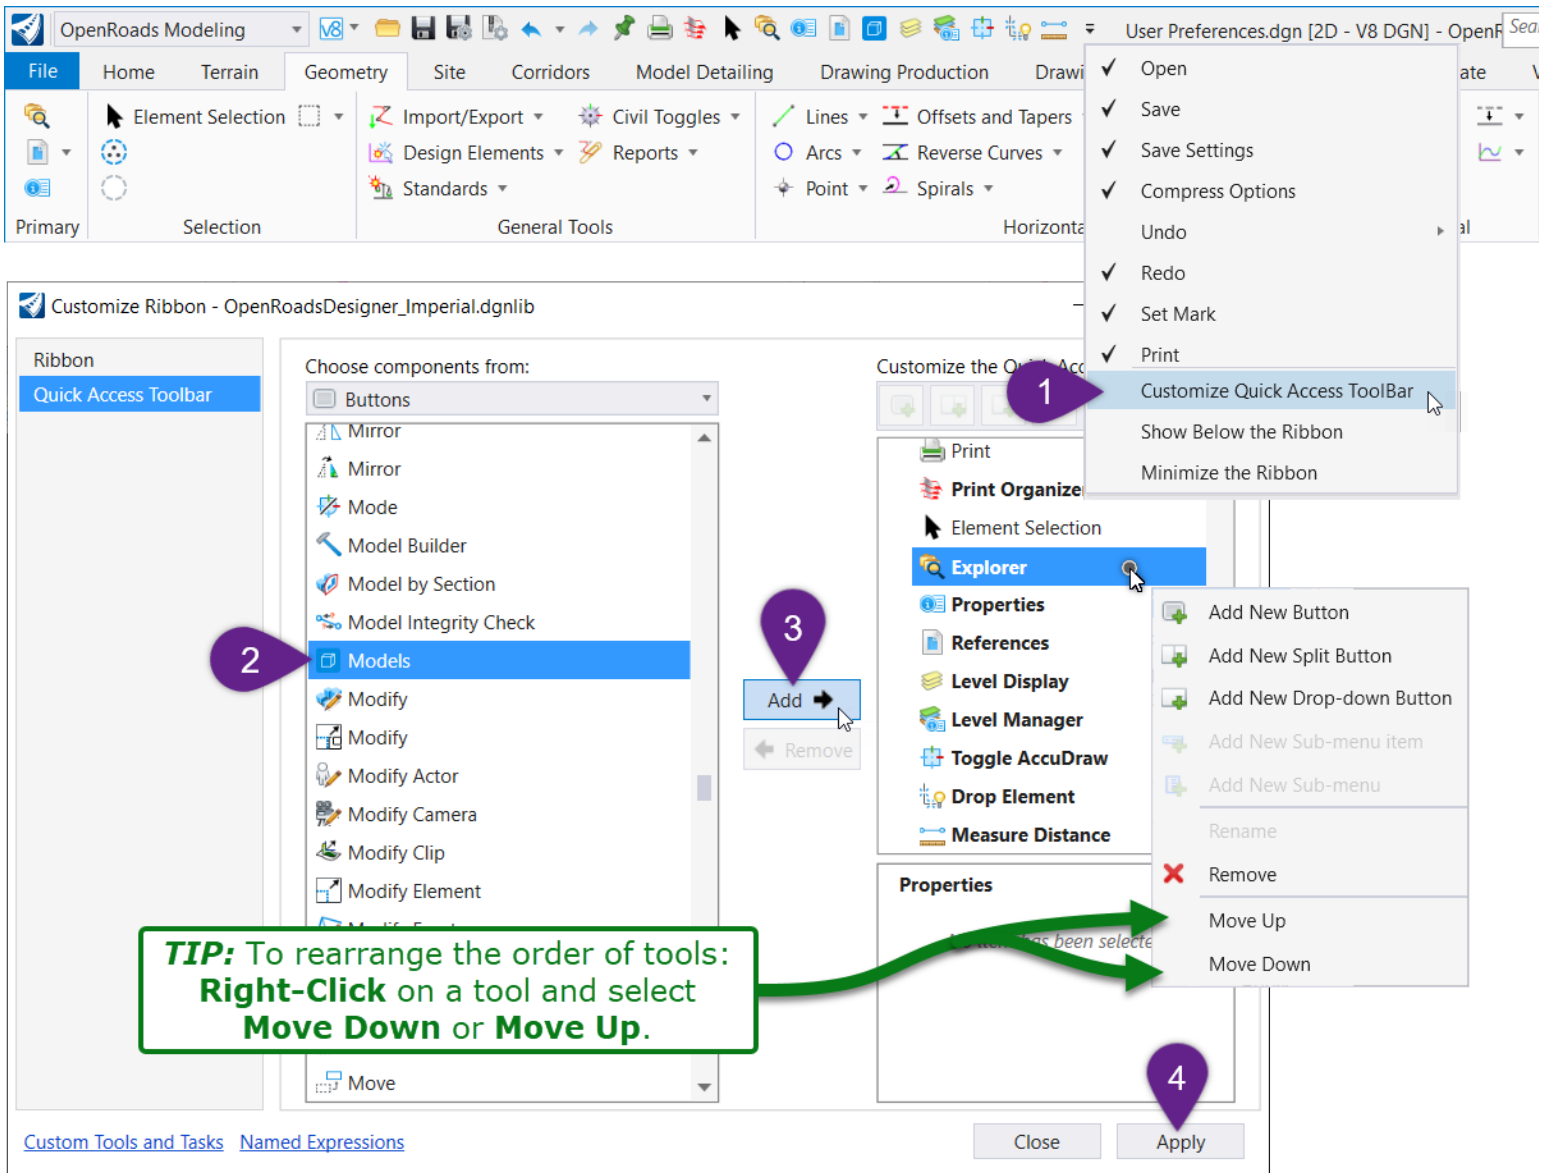 OpenRoads Modeling
V8
User Preferences.dgn [2D - V8 DGN] - OpenR
File
Home
Terrain
Geometry
Site
Corridors
Model Detailing
Drawing Production
Element Selection
Import/Export
Civil Toggles
Lines
Offsets and Tapers
Design Elements
Reports
Arcs
Reverse Curves
Standards
Point
Spirals
Primary
Selection
General Tools
Open
Save
Save Settings
Compress Options
Undo
Redo
Set Mark
Print
Customize Quick Access ToolBar
Show Below the Ribbon
Minimize the Ribbon
1
Customize Ribbon - OpenRoadsDesigner_Imperial.dgnlib
Ribbon
Quick Access Toolbar
Choose components from:
Buttons
Mirror
Mirror
Mode
Model Builder
Model by Section
Model Integrity Check
2
Models
Modify
Modify
Modify Actor
Modify Camera
Modify Clip
Modify Element
Move
3
Add
Remove
Customize the
Print
Print Organize
Element Selection
Explorer
Properties
References
Level Display
Level Manager
Toggle AccuDraw
Drop Element
Measure Distance
Properties
has been selecte
Add New Button
Add New Split Button
Add New Drop-down Button
Add New Sub-menu item
Add New Sub-menu
Rename
Remove
Move Up
Move Down
TIP: To rearrange the order of tools:
Right-Click on a tool and select
Move Down or Move Up.
4
Custom Tools and Tasks
Named Expressions
Close
Apply